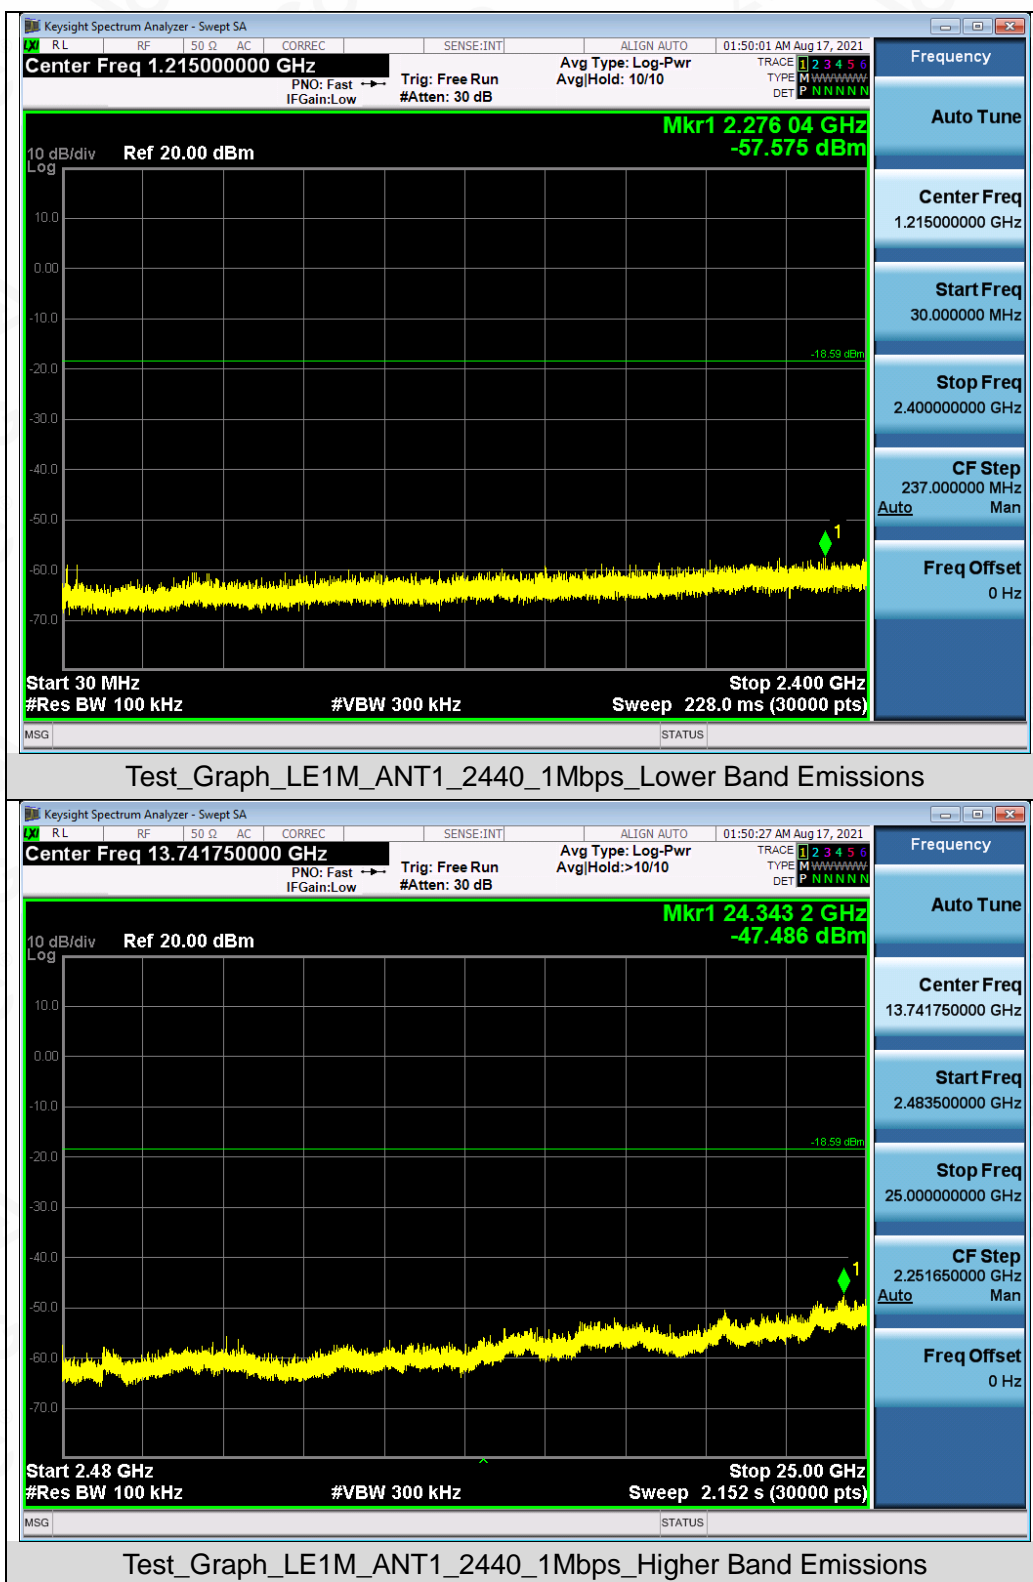 Keysight Spectrum Analyzer - Swept SA
LXI RL RF 50 Ω AC CORREC SENSE:INT ALIGN AUTO 01:50:01 AM Aug 17, 2021
Center Freq 1.215000000 GHz
PNO: Fast
IFGain:Low
Trig: Free Run
#Atten: 30 dB
Avg Type: Log-Pwr
Avg|Hold: 10/10
TRACE 1 2 3 4 5 6
TYPE M WWWWW
DET P N N N N N
Frequency
Mkr1 2.276 04 GHz
-57.575 dBm
10 dB/div
Log
Ref 20.00 dBm
10.0
0.00
-10.0
-18.59 dBm
-20.0
-30.0
-40.0
-50.0
1
-60.0
-70.0
Start 30 MHz
Stop 2.400 GHz
#Res BW 100 kHz
#VBW 300 kHz
Sweep 228.0 ms (30000 pts)
Auto Tune
Center Freq
1.215000000 GHz
Start Freq
30.000000 MHz
Stop Freq
2.400000000 GHz
CF Step
237.000000 MHz
Auto Man
Freq Offset
0 Hz
MSG STATUS
Test_Graph_LE1M_ANT1_2440_1Mbps_Lower Band Emissions
Keysight Spectrum Analyzer - Swept SA
LXI RL RF 50 Ω AC CORREC SENSE:INT ALIGN AUTO 01:50:27 AM Aug 17, 2021
Center Freq 13.741750000 GHz
PNO: Fast
IFGain:Low
Trig: Free Run
#Atten: 30 dB
Avg Type: Log-Pwr
Avg|Hold:>10/10
TRACE 1 2 3 4 5 6
TYPE M WWWWW
DET P N N N N N
Frequency
Mkr1 24.343 2 GHz
-47.486 dBm
10 dB/div
Log
Ref 20.00 dBm
10.0
0.00
-10.0
-18.59 dBm
-20.0
-30.0
-40.0
1
-50.0
-60.0
-70.0
Start 2.48 GHz
Stop 25.00 GHz
#Res BW 100 kHz
#VBW 300 kHz
Sweep 2.152 s (30000 pts)
Auto Tune
Center Freq
13.741750000 GHz
Start Freq
2.483500000 GHz
Stop Freq
25.000000000 GHz
CF Step
2.251650000 GHz
Auto Man
Freq Offset
0 Hz
MSG STATUS
Test_Graph_LE1M_ANT1_2440_1Mbps_Higher Band Emissions